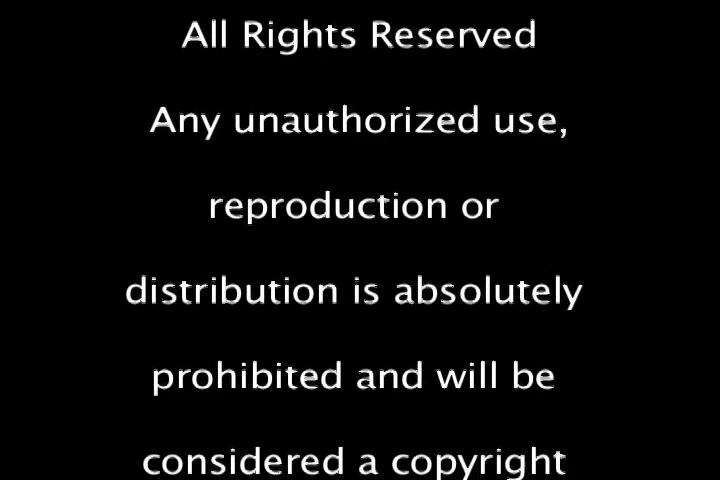 All Rights Reserved
Any unauthorized use,
reproduction or
distribution is absolutely
prohibited and will be
considered a copyright